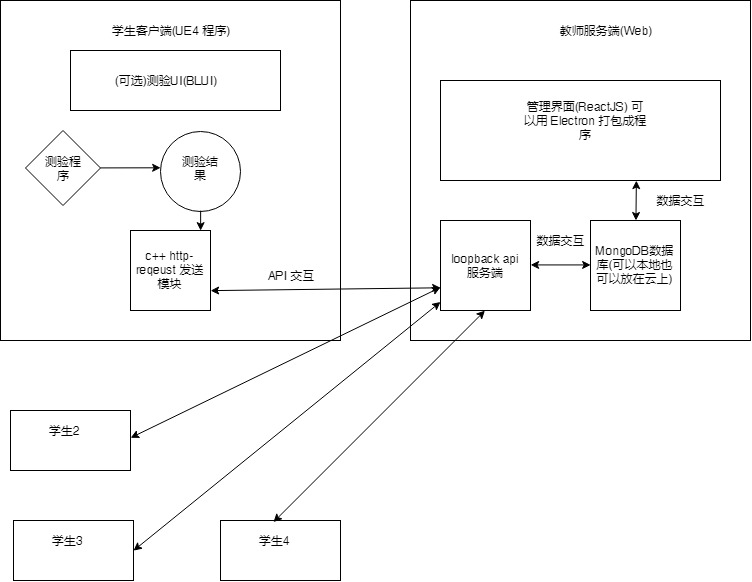 学生客户端(UE4 程序)
(可选)测验UI(BLUI)
测验程
序
测验结
果
c++ http-
reqeust 发送
模块
API 交互
教师服务端(Web)
管理界面(ReactJS) 可
以用 Electron 打包成程
序
数据交互
loopback api
服务端
数据交互
MongoDB数据
库(可以本地也
可以放在云上)
学生2
学生3
学生4